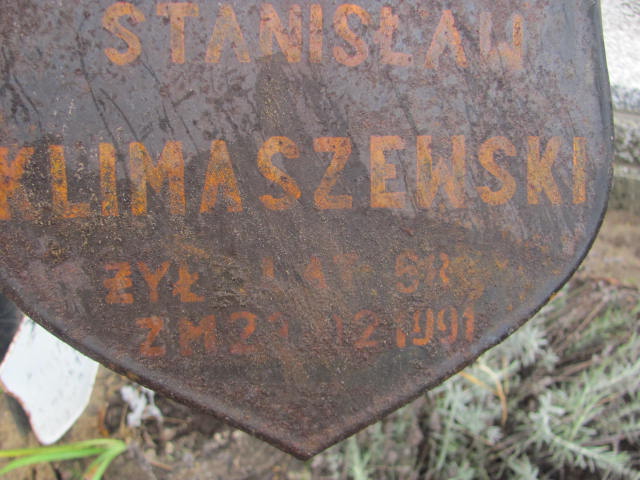 STANISŁAW
KLIMASZEWSKI
ŻYŁ LAT
ZM 12 1991